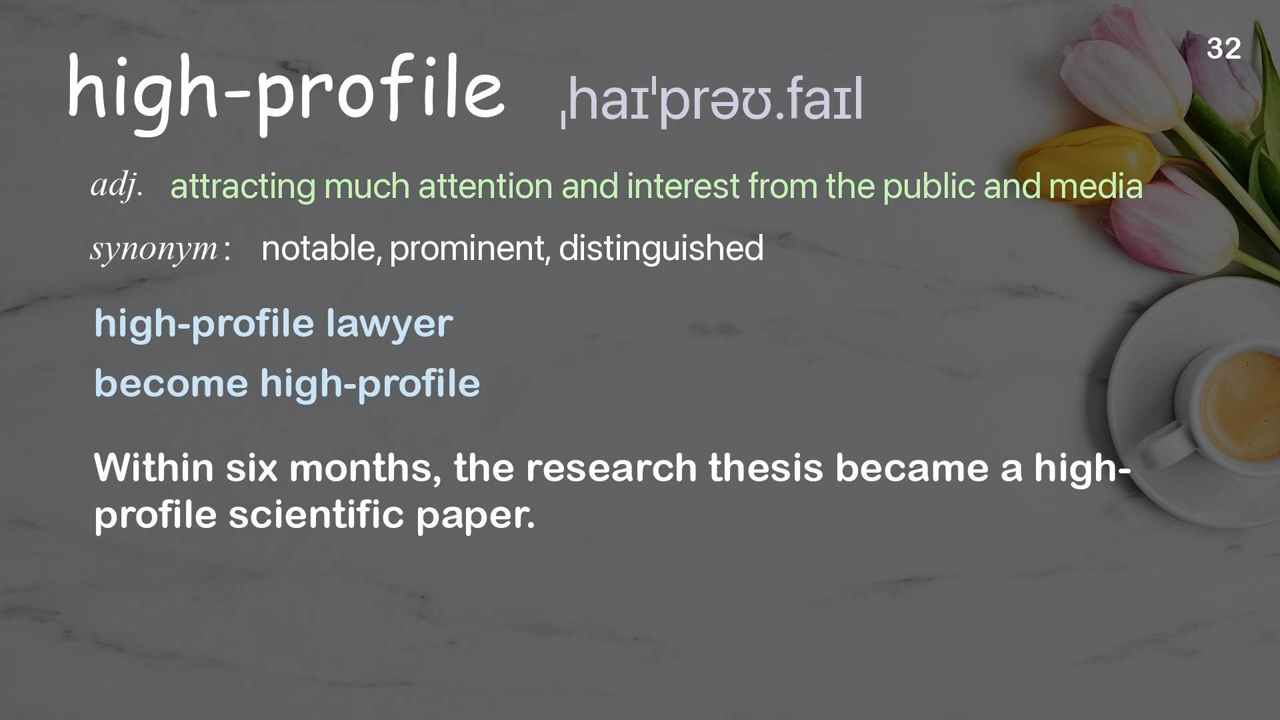 32
high-profile ˌhaɪˈprəʊ.faɪl
adj. attracting much attention and interest from the public and media
synonym: notable, prominent, distinguished
high-profile lawyer
become high-profile
Within six months, the research thesis became a high-
profile scientific paper.